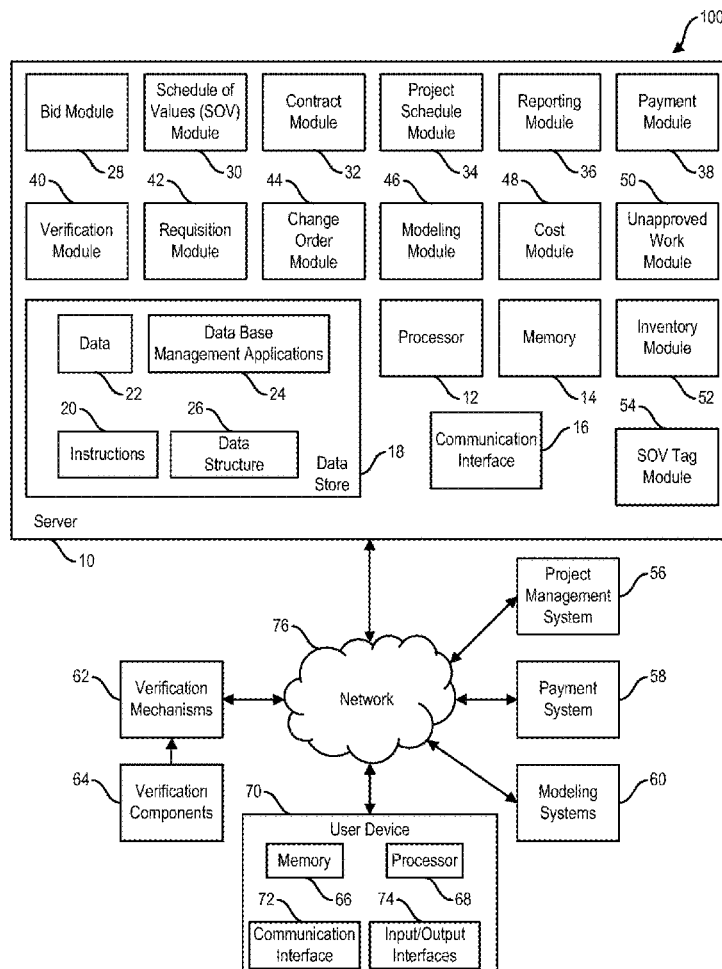 100
Bid Module
Schedule of
Values (SOV)
Module
Contract
Module
Project
Schedule
Module
Reporting
Module
Payment
Module
28
30
32
34
36
38
40
42
44
46
48
50
Verification
Module
Requisition
Module
Change
Order
Module
Modeling
Module
Cost
Module
Unapproved
Work
Module
Data
Data Base
Management Applications
Processor
Memory
Inventory
Module
22
24
12
14
52
20
26
16
54
Instructions
Data
Structure
Data
Store
18
Communication
Interface
SOV Tag
Module
Server
10
Project
Management
System
56
76
62
Verification
Mechanisms
Network
Payment
System
58
64
Verification
Components
Modeling
Systems
60
70
User Device
Memory
Processor
66
68
72
74
Communication
Interface
Input/Output
Interfaces